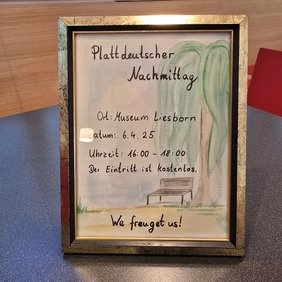 Plattdeutscher
Nachmittag
Ort: Museum Liesborn
Datum: 6.4.25
Uhrzeit: 16:00 - 18:00
Der Eintritt ist kostenlos.
We freuget us!